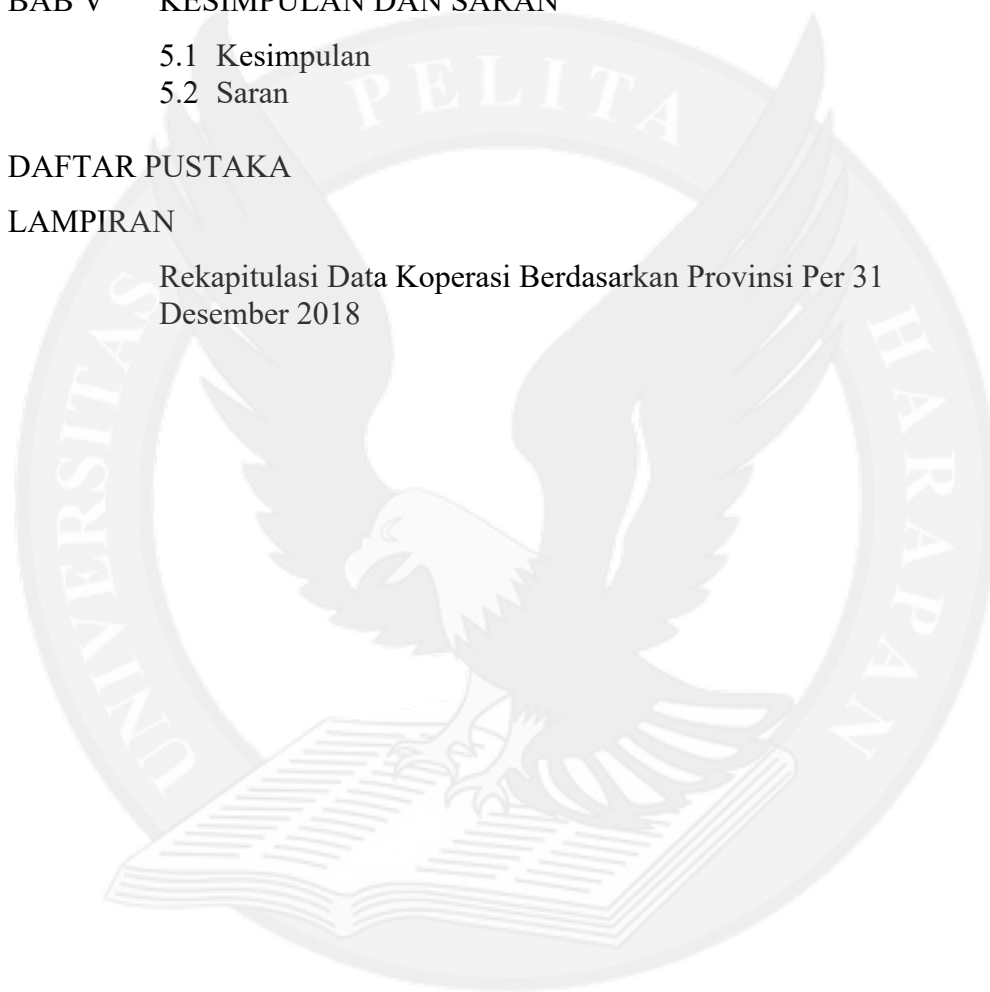 BAB V KESIMPULAN DAN SARAN
5.1 Kesimpulan
5.2 Saran
DAFTAR PUSTAKA
LAMPIRAN
Rekapitulasi Data Koperasi Berdasarkan Provinsi Per 31
Desember 2018
UNIVERSITAS PELITA HARAPAN